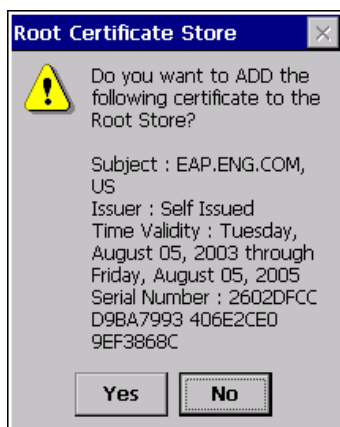 Root Certificate Store
Do you want to ADD the
following certificate to the
Root Store?
Subject : EAP.ENG.COM,
US
Issuer : Self Issued
Time Validity : Tuesday,
August 05, 2003 through
Friday, August 05, 2005
Serial Number : 2602DFCC
D9BA7993 406E2CE0
9EF3868C
Yes No